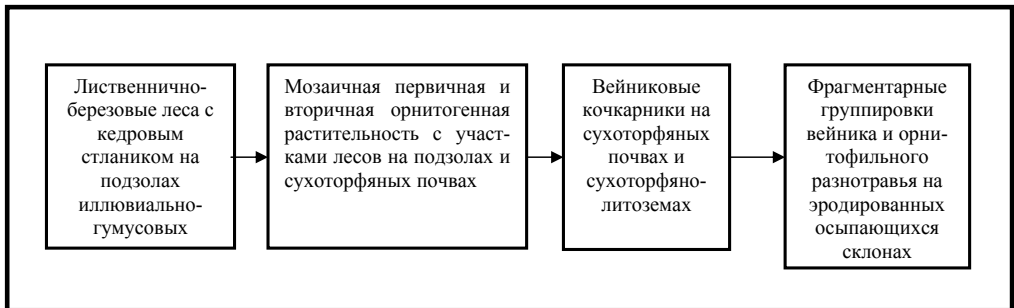 Лиственнично-
березовые леса с
кедровым
стлаником на
подзолах
иллювиально-
гумусовых
Мозаичная первичная и
вторичная орнитогенная
растительность с участ-
ками лесов на подзолах и
сухоторфяных почвах
Вейниковые
кочкарники на
сухоторфяных
почвах и
сухоторфяно-
литоземах
Фрагментарные
группировки
вейника и орни-
тофильного
разнотравья на
эродированных
осыпающихся
склонах